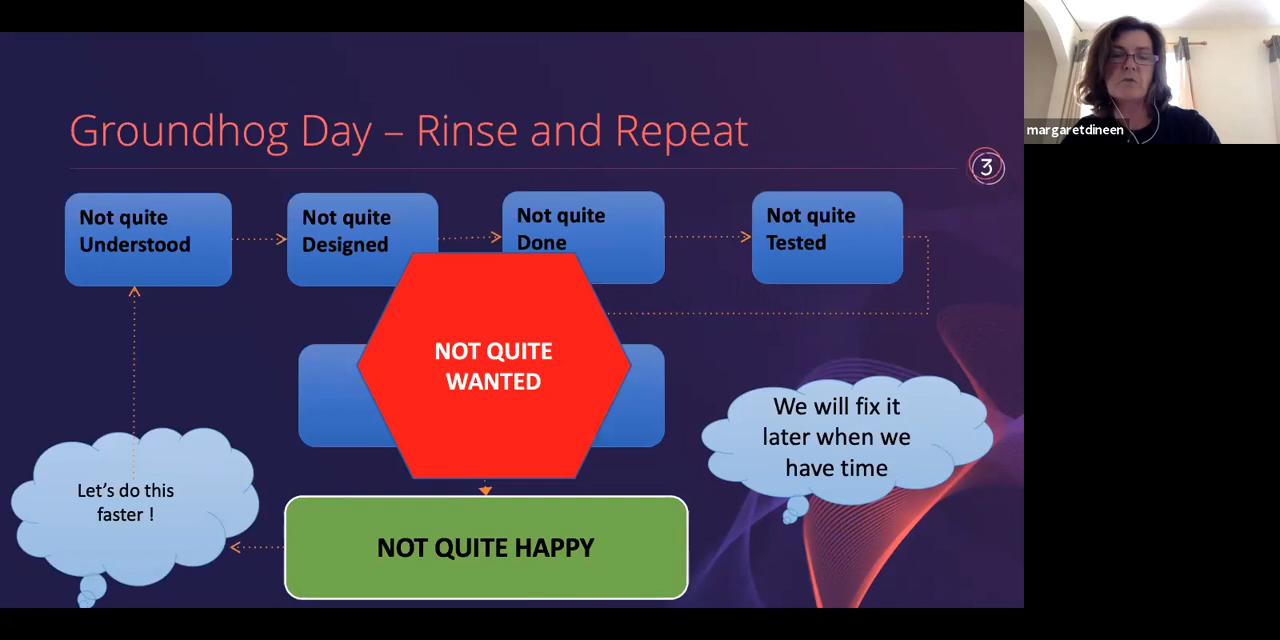 Groundhog Day – Rinse and Repeat
margaretdineen
3
Not quite
Understood
Not quite
Designed
Not quite
Done
Not quite
Tested
NOT QUITE
WANTED
We will fix it
later when we
have time
Let's do this
faster !
NOT QUITE HAPPY